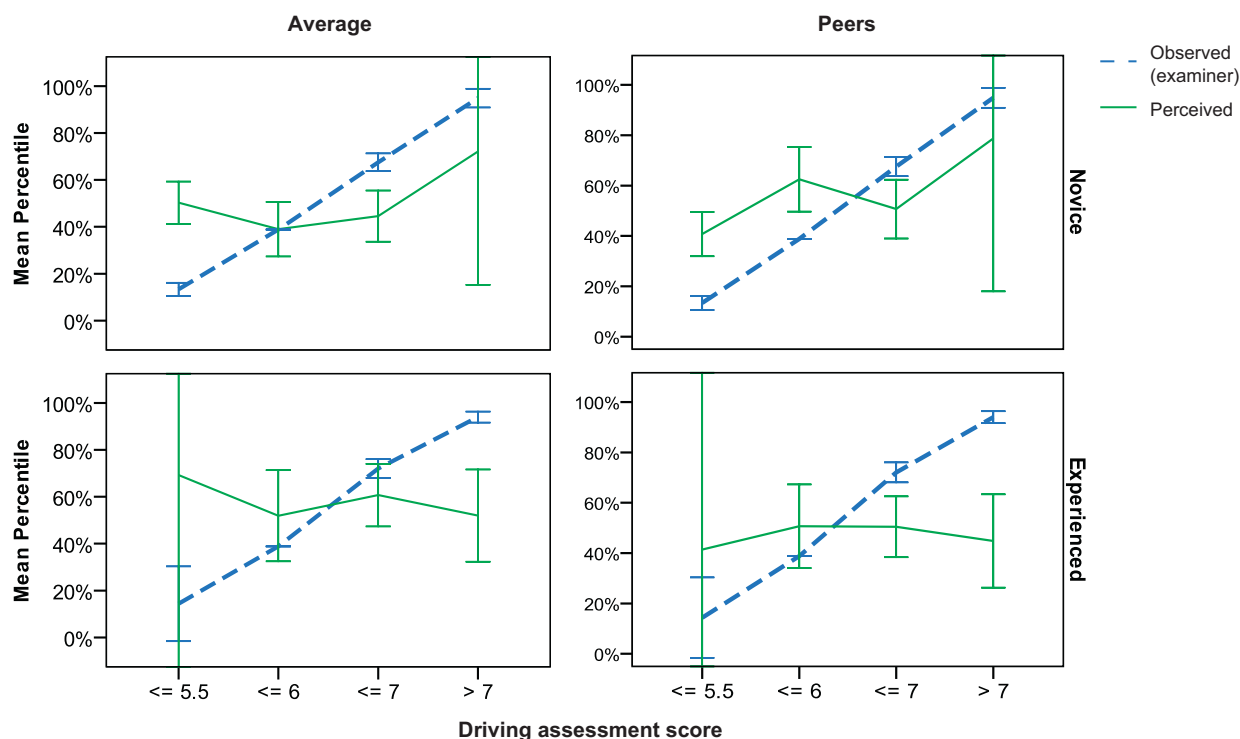 Average
Peers
Observed
(examiner)
Perceived
Mean Percentile
100%
80%
60%
40%
20%
0%
100%
80%
60%
40%
20%
0%
Novice
Mean Percentile
100%
80%
60%
40%
20%
0%
100%
80%
60%
40%
20%
0%
Experienced
<= 5.5 <= 6 <= 7 > 7
<= 5.5 <= 6 <= 7 > 7
Driving assessment score